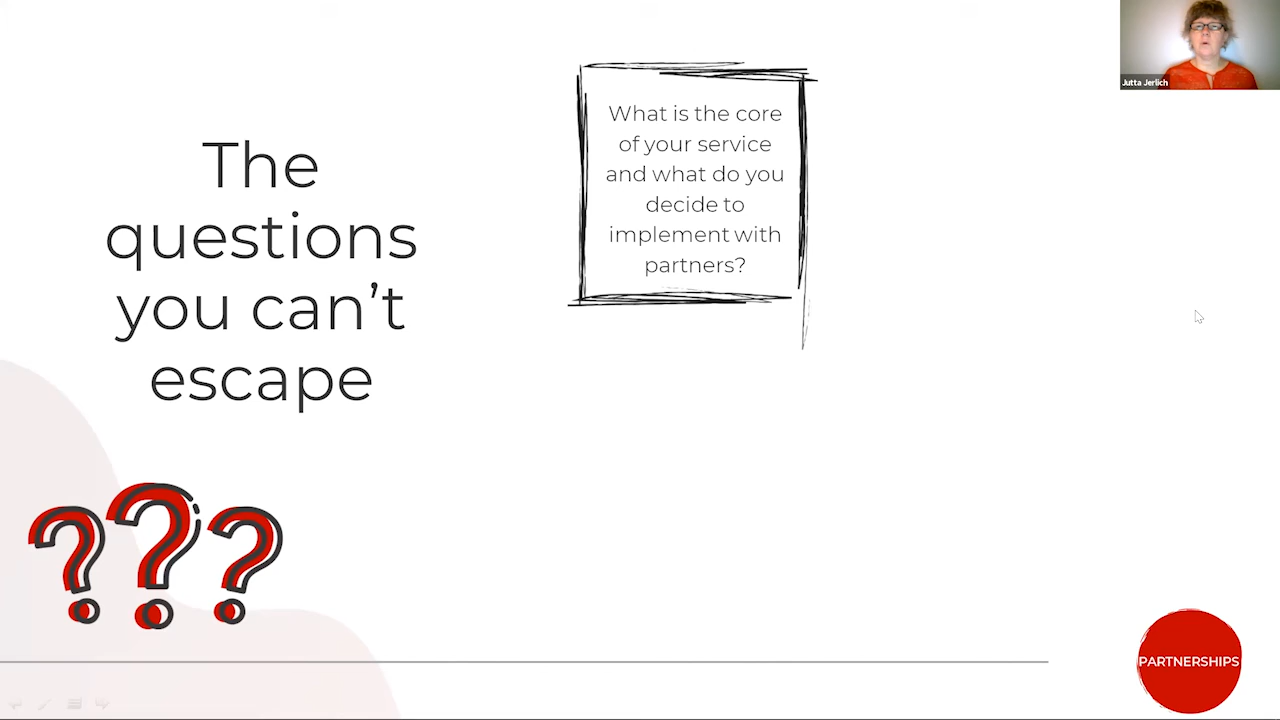 Jutta Jerlich
The
questions
you can’t
escape
What is the core
of your service
and what do you
decide to
implement with
partners?
PARTNERSHIPS